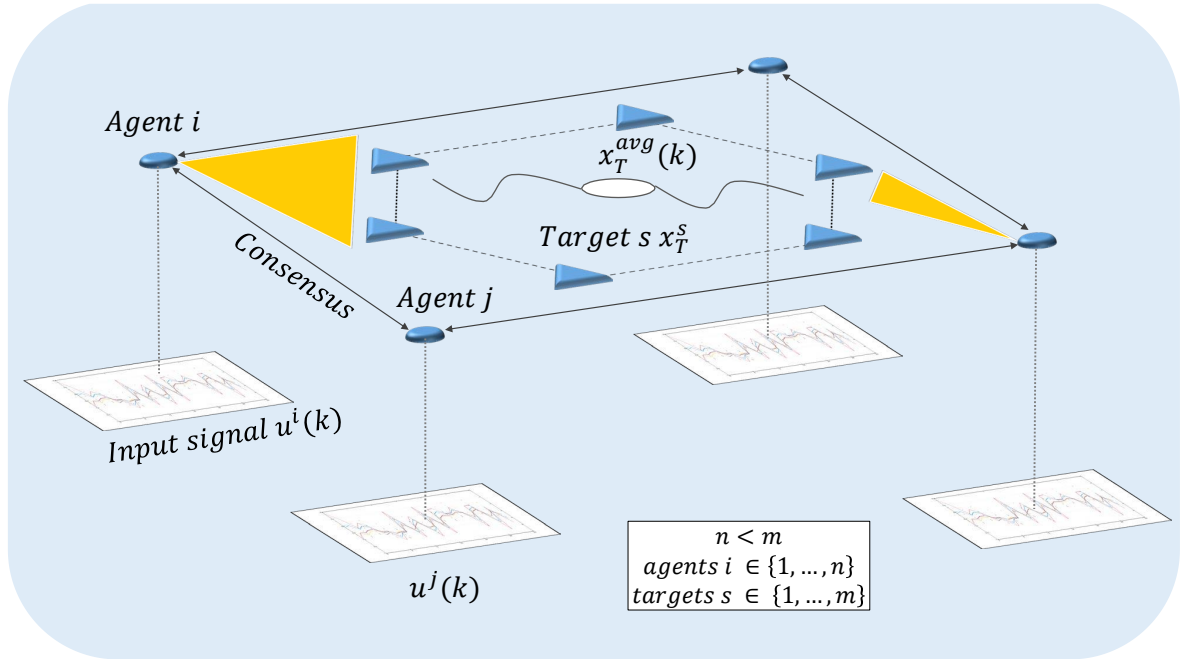 Agent i
x_T^{avg}(k)
Target s x_T^s
Consensus
Agent j
Input signal u^i(k)
u^j(k)
n < m
agents i ∈ {1, … , n}
targets s ∈ {1, … , m}